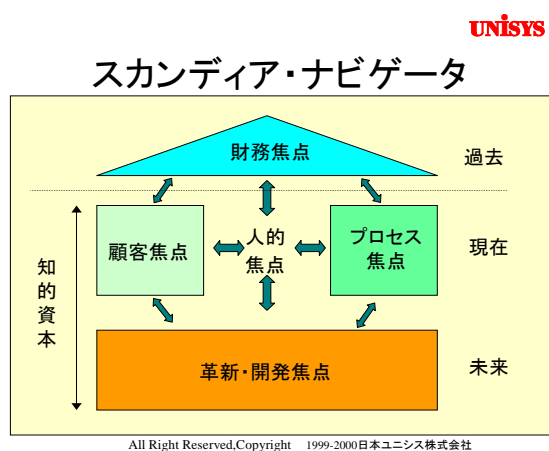 UNISYS
スカンディア・ナビゲータ
財務焦点
過去
顧客焦点
人的
焦点
プロセス
焦点
現在
知的資本
革新・開発焦点
未来
All Right Reserved,Copyright 1999-2000日本ユニシス株式会社